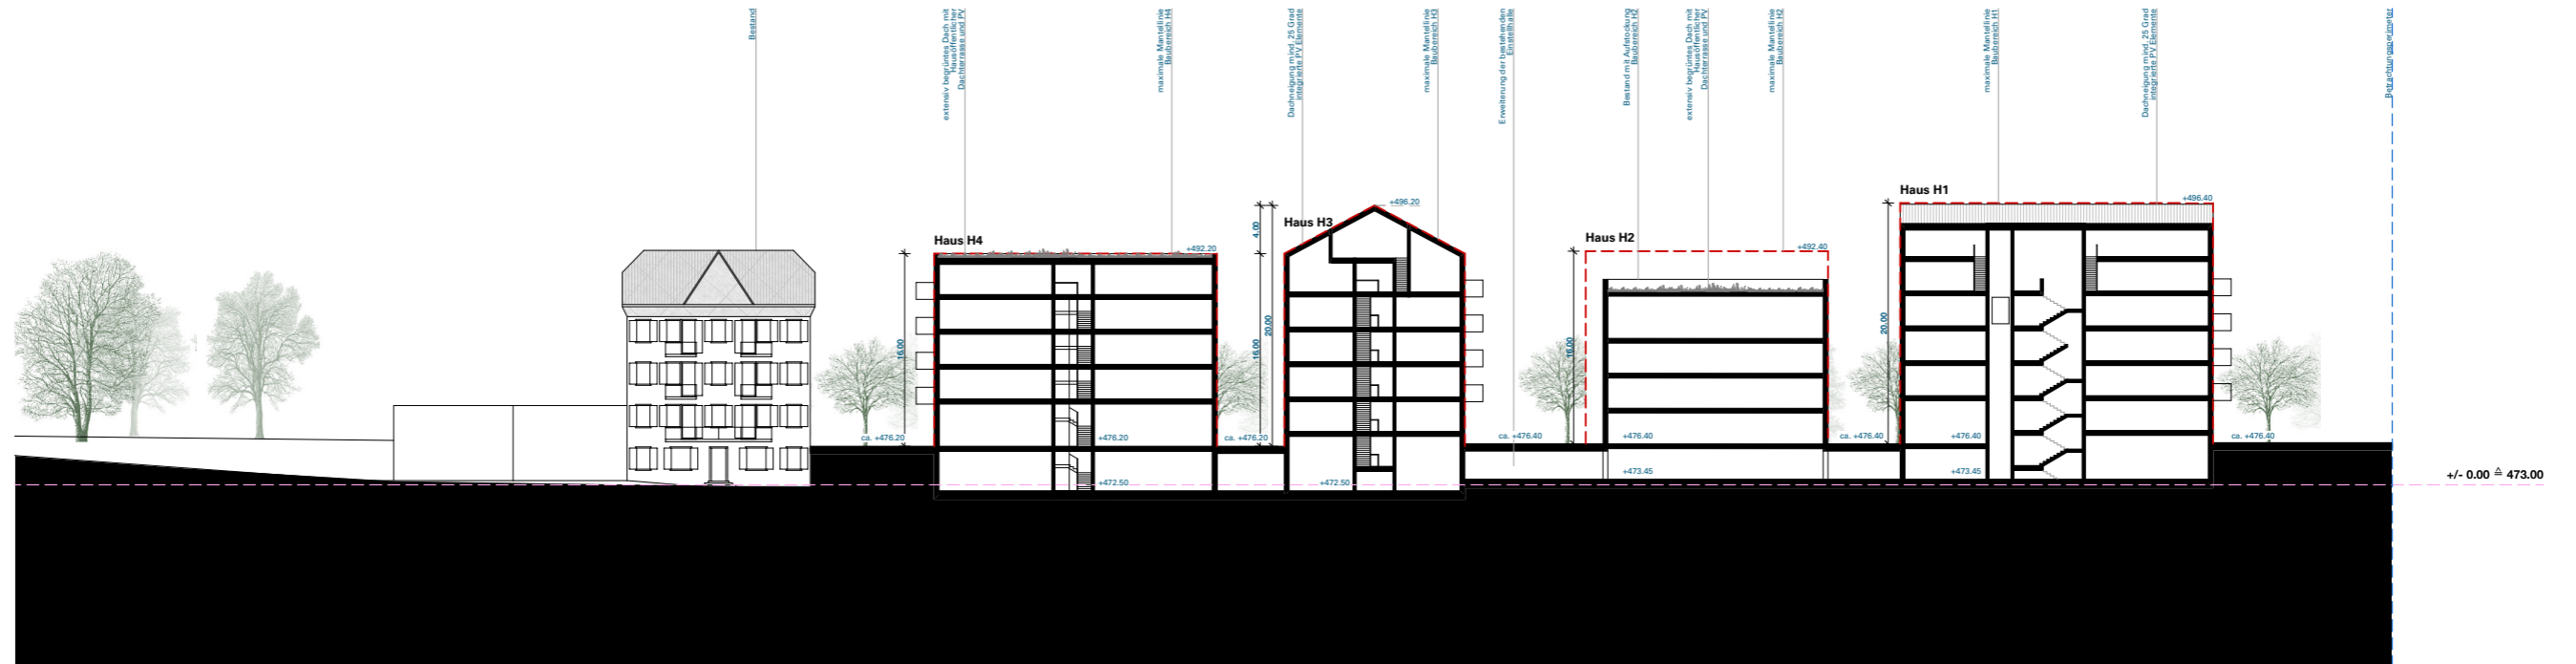 Bestand
extensiv begrüntes Dach mit
Hausöffentlicher
Dachterrasse und PV
maximale Mantellinie
Baubereich H4
Dachneigung mind. 25 Grad
integrierte PV Elemente
maximale Mantellinie
Baubereich H3
Erweiterung der bestehenden
Einstellhalle
Bestand mit Aufstockung
Baubereich H2
extensiv begrüntes Dach mit
Hausöffentlicher
Dachterrasse und PV
maximale Mantellinie
Baubereich H2
maximale Mantellinie
Baubereich H1
Dachneigung mind. 25 Grad
integrierte PV Elemente
Betrachtungsperimeter
Haus H4
+492.20
16.00
ca. +476.20
+476.20
+472.50
ca. +476.20
Haus H3
+496.20
4.00
20.00
16.00
+472.50
ca. +476.40
Haus H2
+492.40
16.00
+476.40
+473.45
ca. +476.40
Haus H1
+496.40
20.00
+476.40
+473.45
ca. +476.40
+/- 0.00 ≙ 473.00